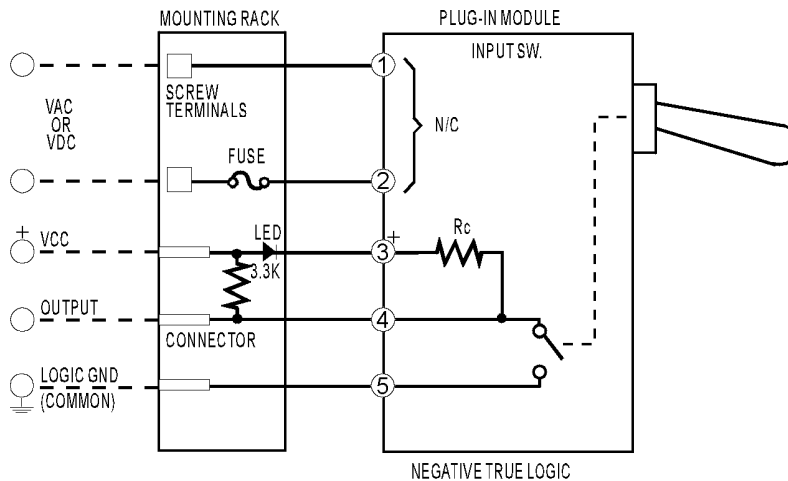 MOUNTING RACK
PLUG-IN MODULE
INPUT SW.
1
SCREW
TERMINALS
VAC
OR
VDC
N/C
FUSE
2
+
VCC
LED
3.3K
3
+
Rc
OUTPUT
CONNECTOR
4
LOGIC GND
(COMMON)
5
NEGATIVE TRUE LOGIC